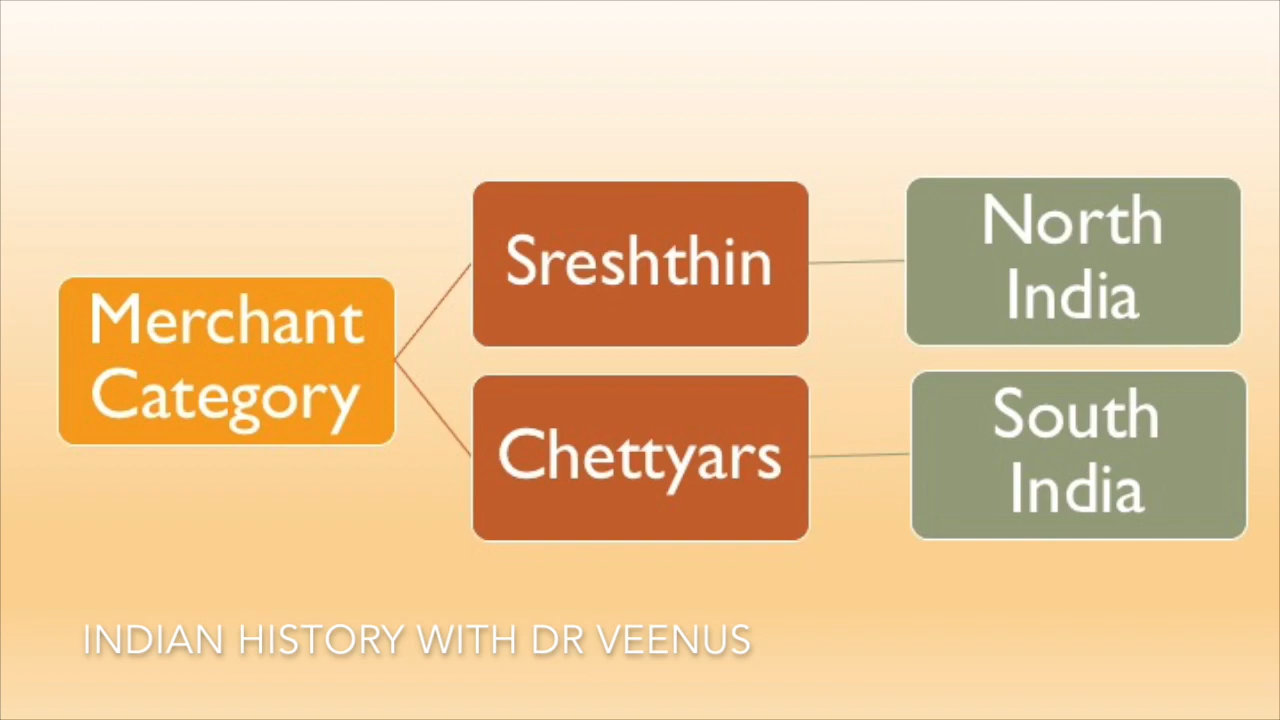 Merchant
Category
Sreshthin
North
India
Chettyars
South
India
INDIAN HISTORY WITH DR VEENUS